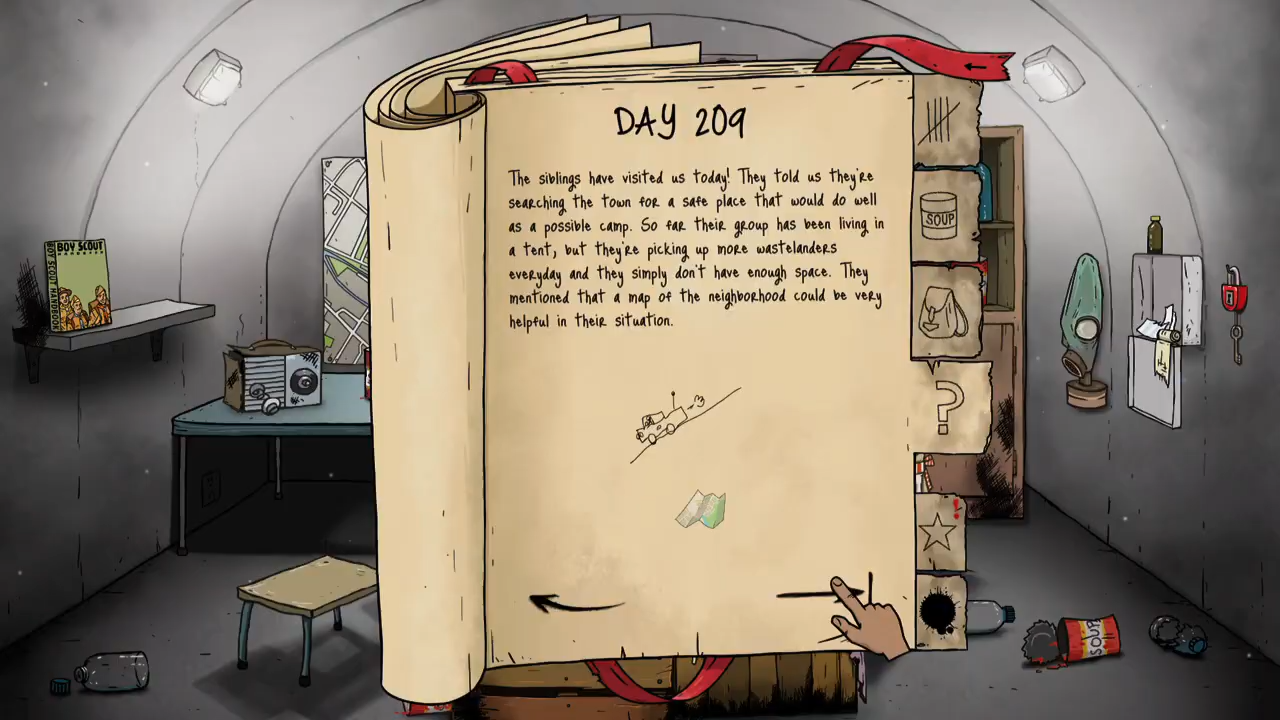 DAY 209
The siblings have visited us today! They told us they're
searching the town for a safe place that would do well
as a possible camp. So far their group has been living in
a tent, but they're picking up more wastelanders
everyday and they simply don't have enough space. They
mentioned that a map of the neighborhood could be very
helpful in their situation.
SOUP
?
BOY SCOUT
HANDBOOK
BOY SCOUT HANDBOOK
SOUP